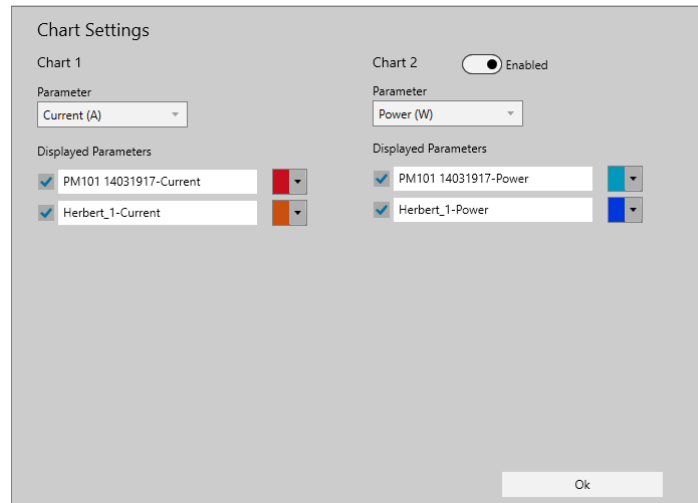 Chart Settings
Chart 1
Parameter
Current (A)
Displayed Parameters
PM101 14031917-Current
Herbert_1-Current
Chart 2
Enabled
Parameter
Power (W)
Displayed Parameters
PM101 14031917-Power
Herbert_1-Power
Ok